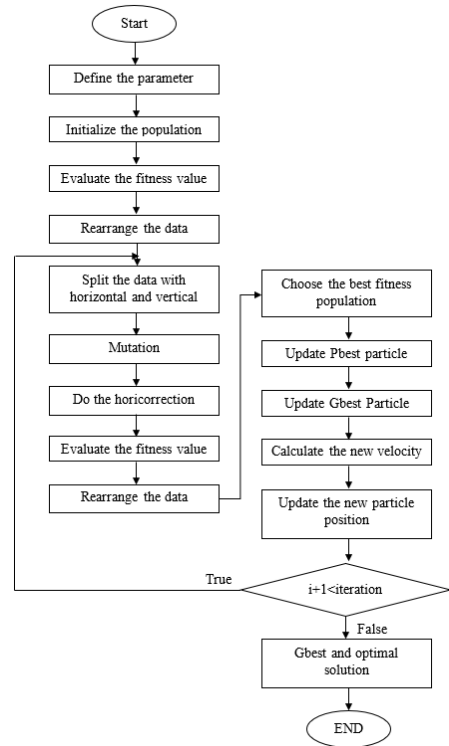 Start
Define the parameter
Initialize the population
Evaluate the fitness value
Rearrange the data
Split the data with
horizontal and vertical
Mutation
Do the horicorrection
Evaluate the fitness value
Rearrange the data
Choose the best fitness
population
Update Pbest particle
Update Gbest Particle
Calculate the new velocity
Update the new particle
position
True
i+1<iteration
False
Gbest and optimal
solution
END